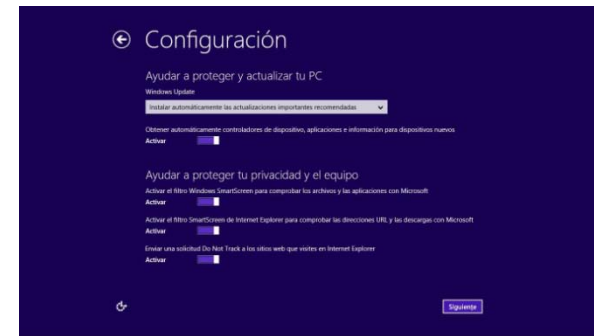 Configuración
Ayudar a proteger y actualizar tu PC
Windows Update
Instalar automáticamente las actualizaciones importantes recomendadas
Obtener automáticamente controladores de dispositivo, aplicaciones e información para dispositivos nuevos
Activar
Ayudar a proteger tu privacidad y el equipo
Activar el filtro Windows SmartScreen para comprobar los archivos y las aplicaciones con Microsoft
Activar
Activar el filtro SmartScreen de Internet Explorer para comprobar las direcciones URL y las descargas con Microsoft
Activar
Enviar una solicitud Do Not Track a los sitios web que visites en Internet Explorer
Activar
Siguiente